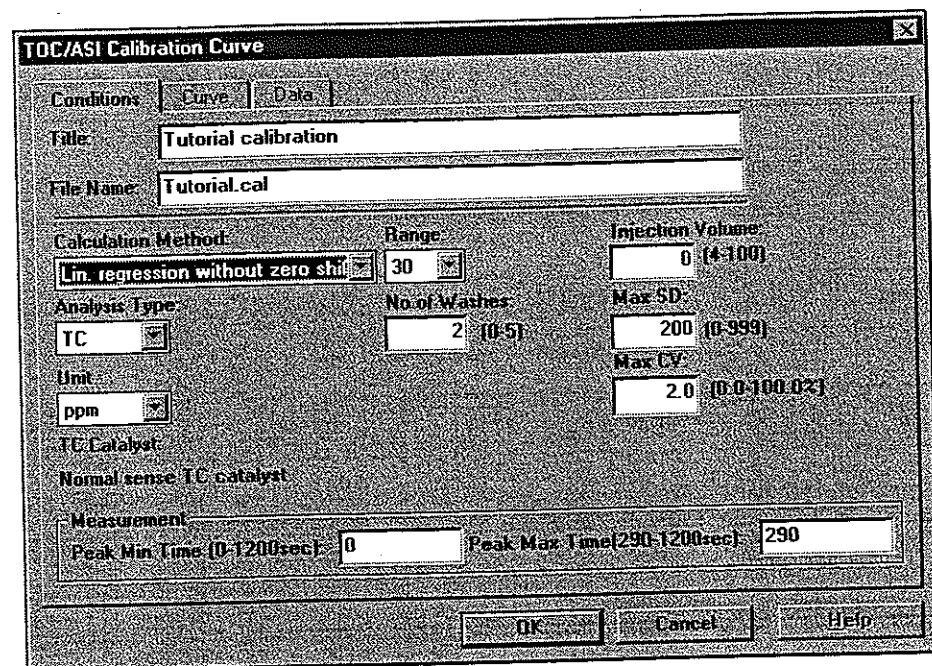 TOC/ASI Calibration Curve
Conditions Curve Data
Title: Tutorial calibration
File Name: Tutorial.cal
Calculation Method: Range: Injection Volume:
Lin. regression without zero shif 30 0 (4-100)
Analysis Type: No of Washes: Max SD:
TC 2 (0-5) 200 (0-999)
Unit: Max CV:
ppm 2.0 (0.0-100.0%)
TC Catalyst:
Normal sense TC catalyst
Measurement
Peak Min Time (0-1200sec): 0 Peak Max Time(290-1200sec): 290
OK Cancel Help